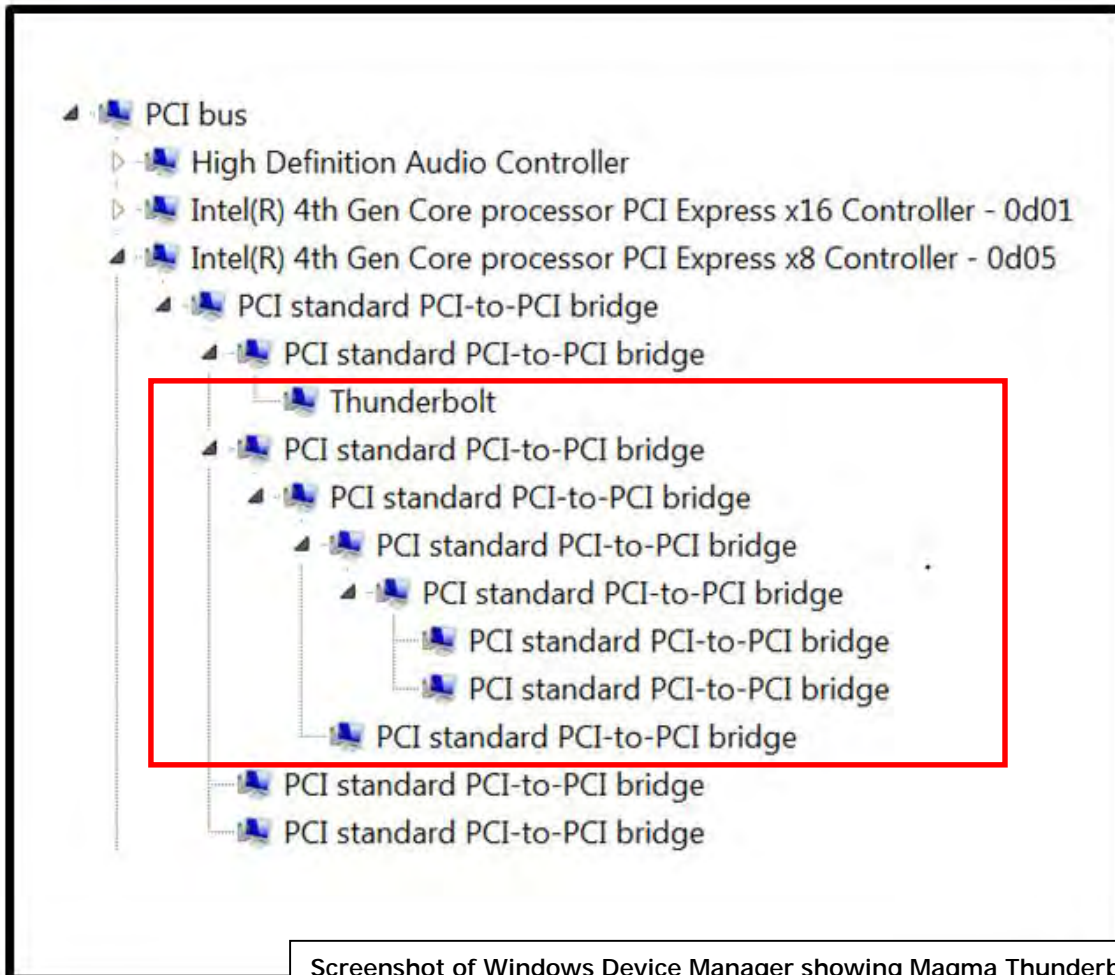 PCI bus
High Definition Audio Controller
Intel(R) 4th Gen Core processor PCI Express x16 Controller - 0d01
Intel(R) 4th Gen Core processor PCI Express x8 Controller - 0d05
PCI standard PCI-to-PCI bridge
PCI standard PCI-to-PCI bridge
Thunderbolt
PCI standard PCI-to-PCI bridge
PCI standard PCI-to-PCI bridge
PCI standard PCI-to-PCI bridge
PCI standard PCI-to-PCI bridge
PCI standard PCI-to-PCI bridge
PCI standard PCI-to-PCI bridge
PCI standard PCI-to-PCI bridge
PCI standard PCI-to-PCI bridge
PCI standard PCI-to-PCI bridge
Screenshot of Windows Device Manager showing Magma